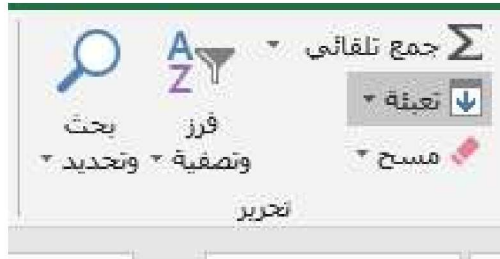 جمع تلقائي
تعبئة
مسح
فرز
وتصفية
بحث
وتحديد
تحرير